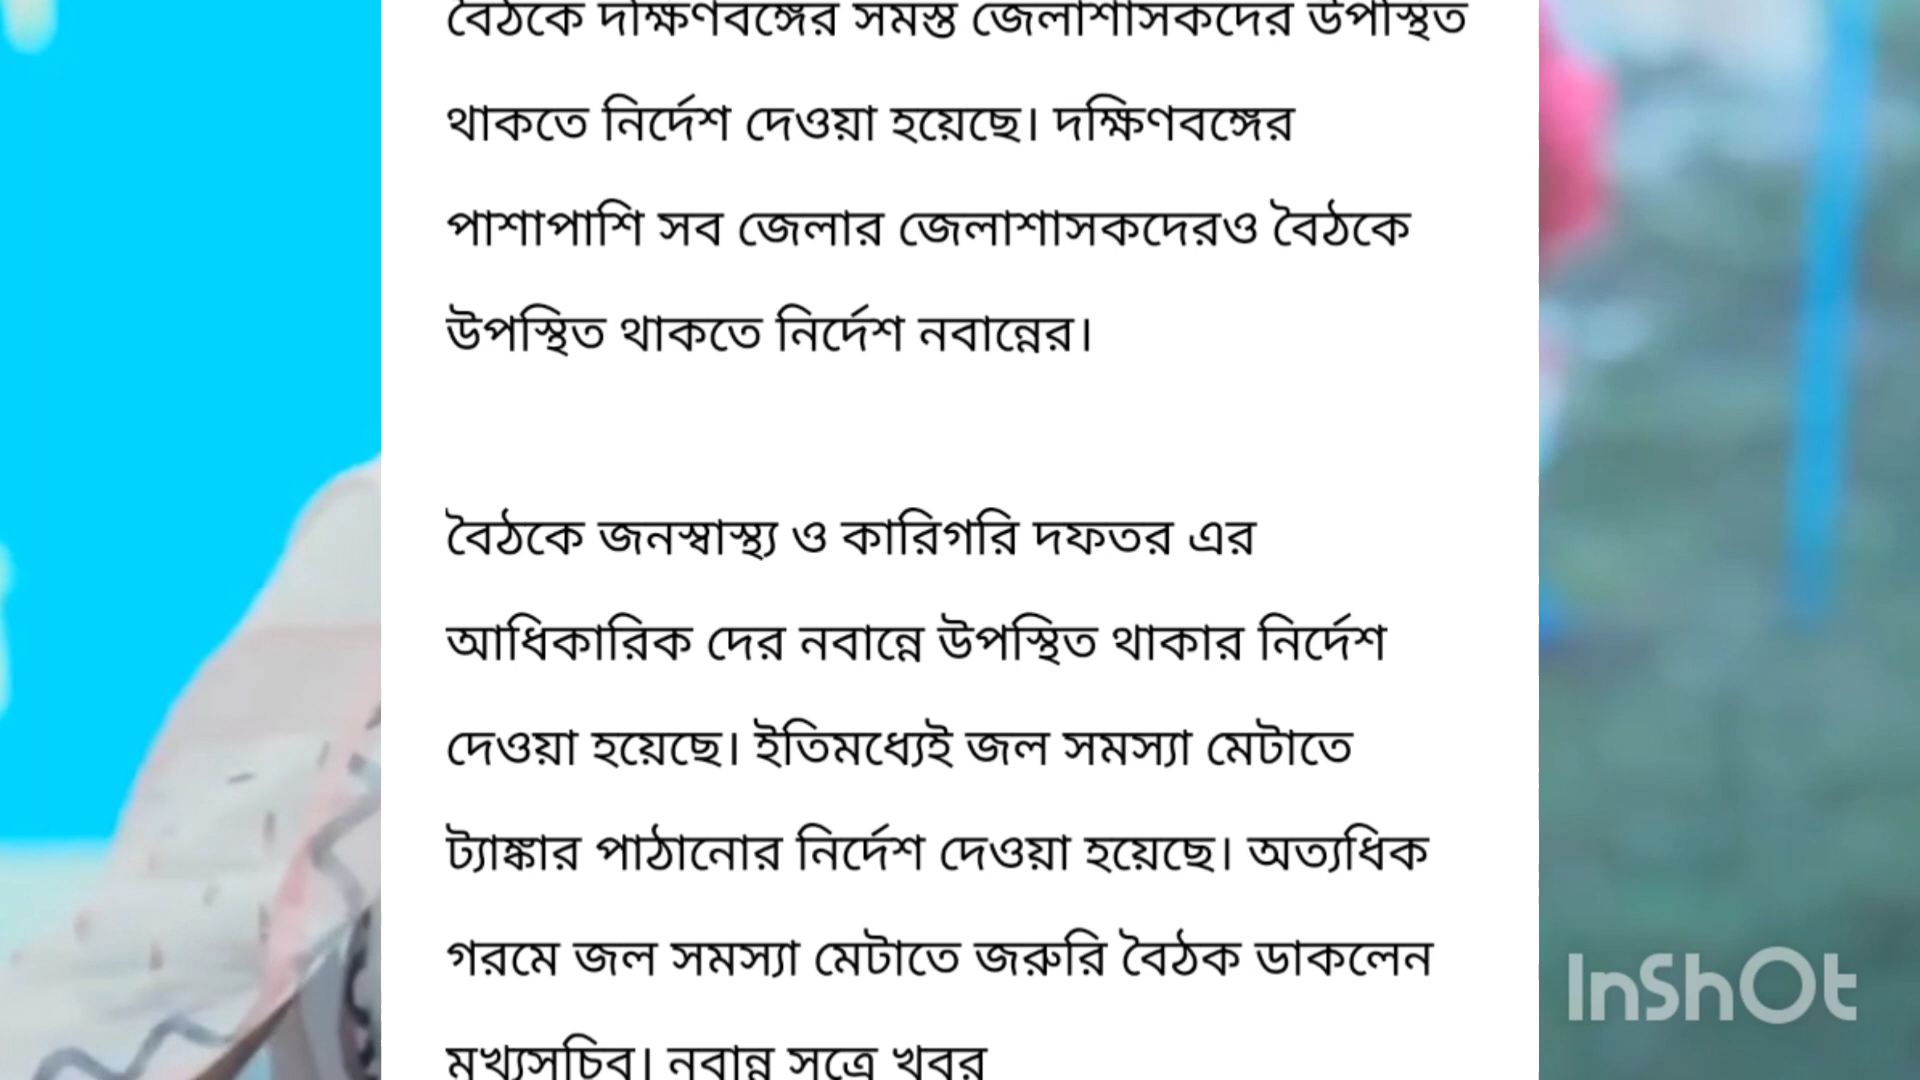 বৈঠকে দক্ষিণবঙ্গের সমস্ত জেলাশাসকদের উপস্থিত
থাকতে নির্দেশ দেওয়া হয়েছে। দক্ষিণবঙ্গের
পাশাপাশি সব জেলার জেলাশাসকদেরও বৈঠকে
উপস্থিত থাকতে নির্দেশ নবান্নের।
বৈঠকে জনস্বাস্থ্য ও কারিগরি দফতর এর
আধিকারিক দের নবান্নে উপস্থিত থাকার নির্দেশ
দেওয়া হয়েছে। ইতিমধ্যেই জল সমস্যা মেটাতে
ট্যাঙ্কার পাঠানোর নির্দেশ দেওয়া হয়েছে। অত্যধিক
গরমে জল সমস্যা মেটাতে জরুরি বৈঠক ডাকলেন
মুখ্যসচিব। নবান্ন সূত্রে খবর
InShOt